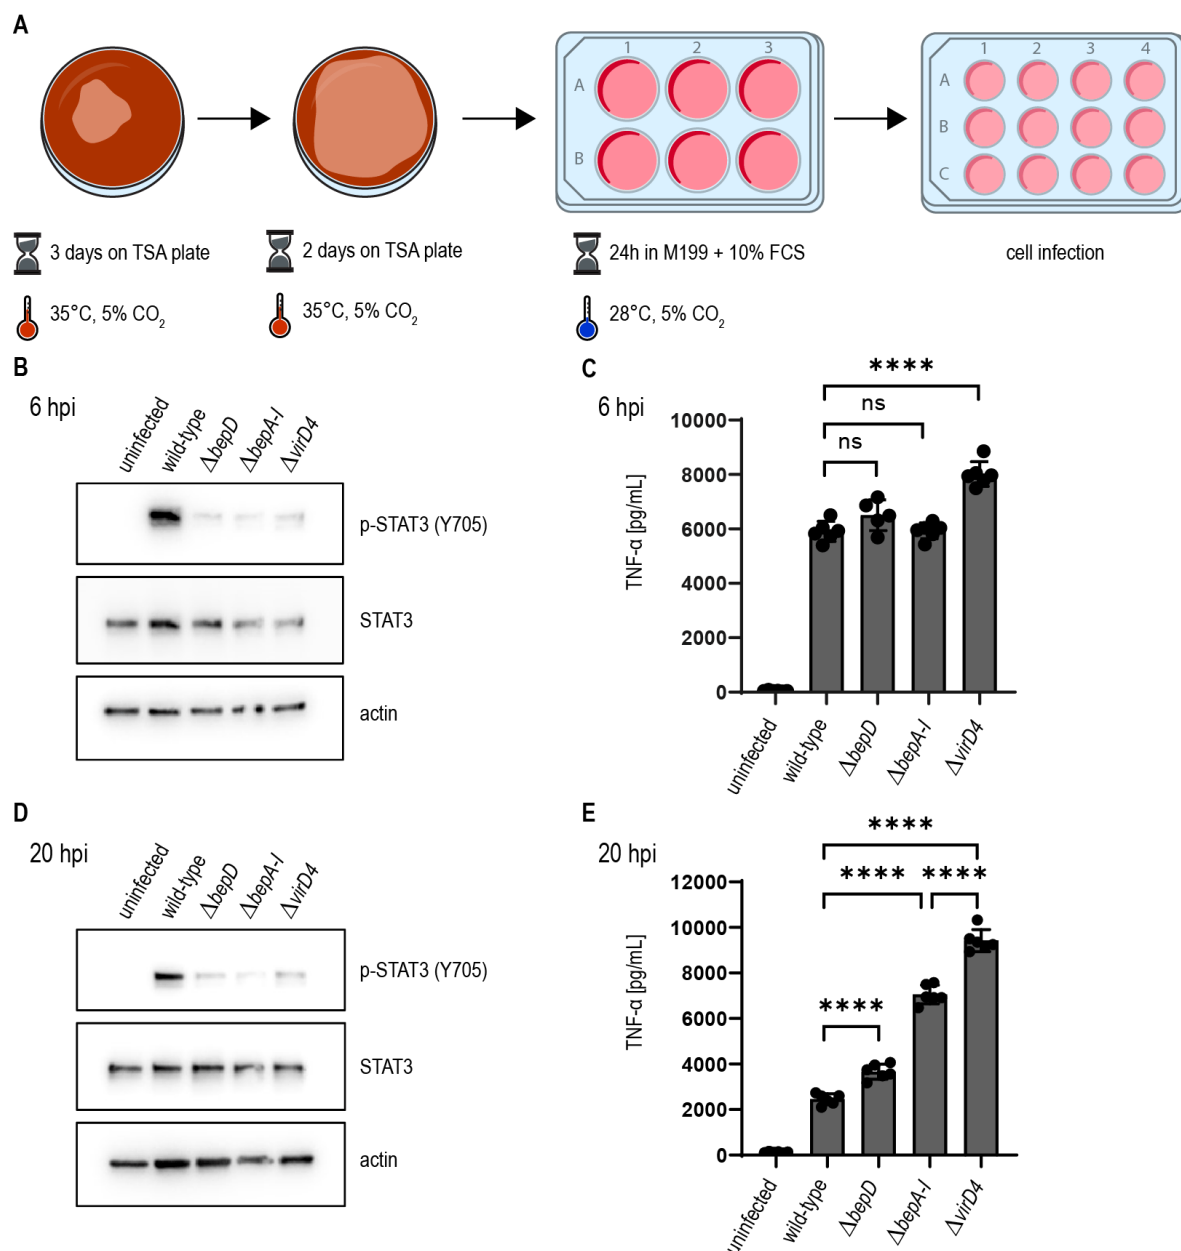 A
1 2 3
A
B
1 2 3 4
A
B
C
3 days on TSA plate
2 days on TSA plate
24h in M199 + 10% FCS
cell infection
35°C, 5% CO2
35°C, 5% CO2
28°C, 5% CO2
B
6 hpi
uninfected
wild-type
ΔbepD
ΔbepA-I
ΔvirD4
p-STAT3 (Y705)
STAT3
actin
C
6 hpi
****
ns
ns
TNF-α [pg/mL]
10000
8000
6000
4000
2000
0
uninfected
wild-type
ΔbepD
ΔbepA-I
ΔvirD4
D
20 hpi
uninfected
wild-type
ΔbepD
ΔbepA-I
ΔvirD4
p-STAT3 (Y705)
STAT3
actin
E
20 hpi
****
**** ****
****
TNF-α [pg/mL]
12000
10000
8000
6000
4000
2000
0
uninfected
wild-type
ΔbepD
ΔbepA-I
ΔvirD4